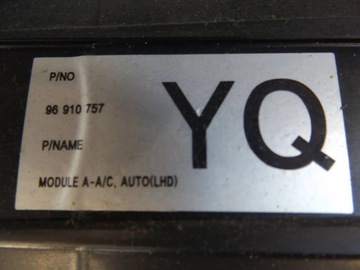 P/NO
96 910 757
YQ
P/NAME
MODULE A-A/C, AUTO(LHD)